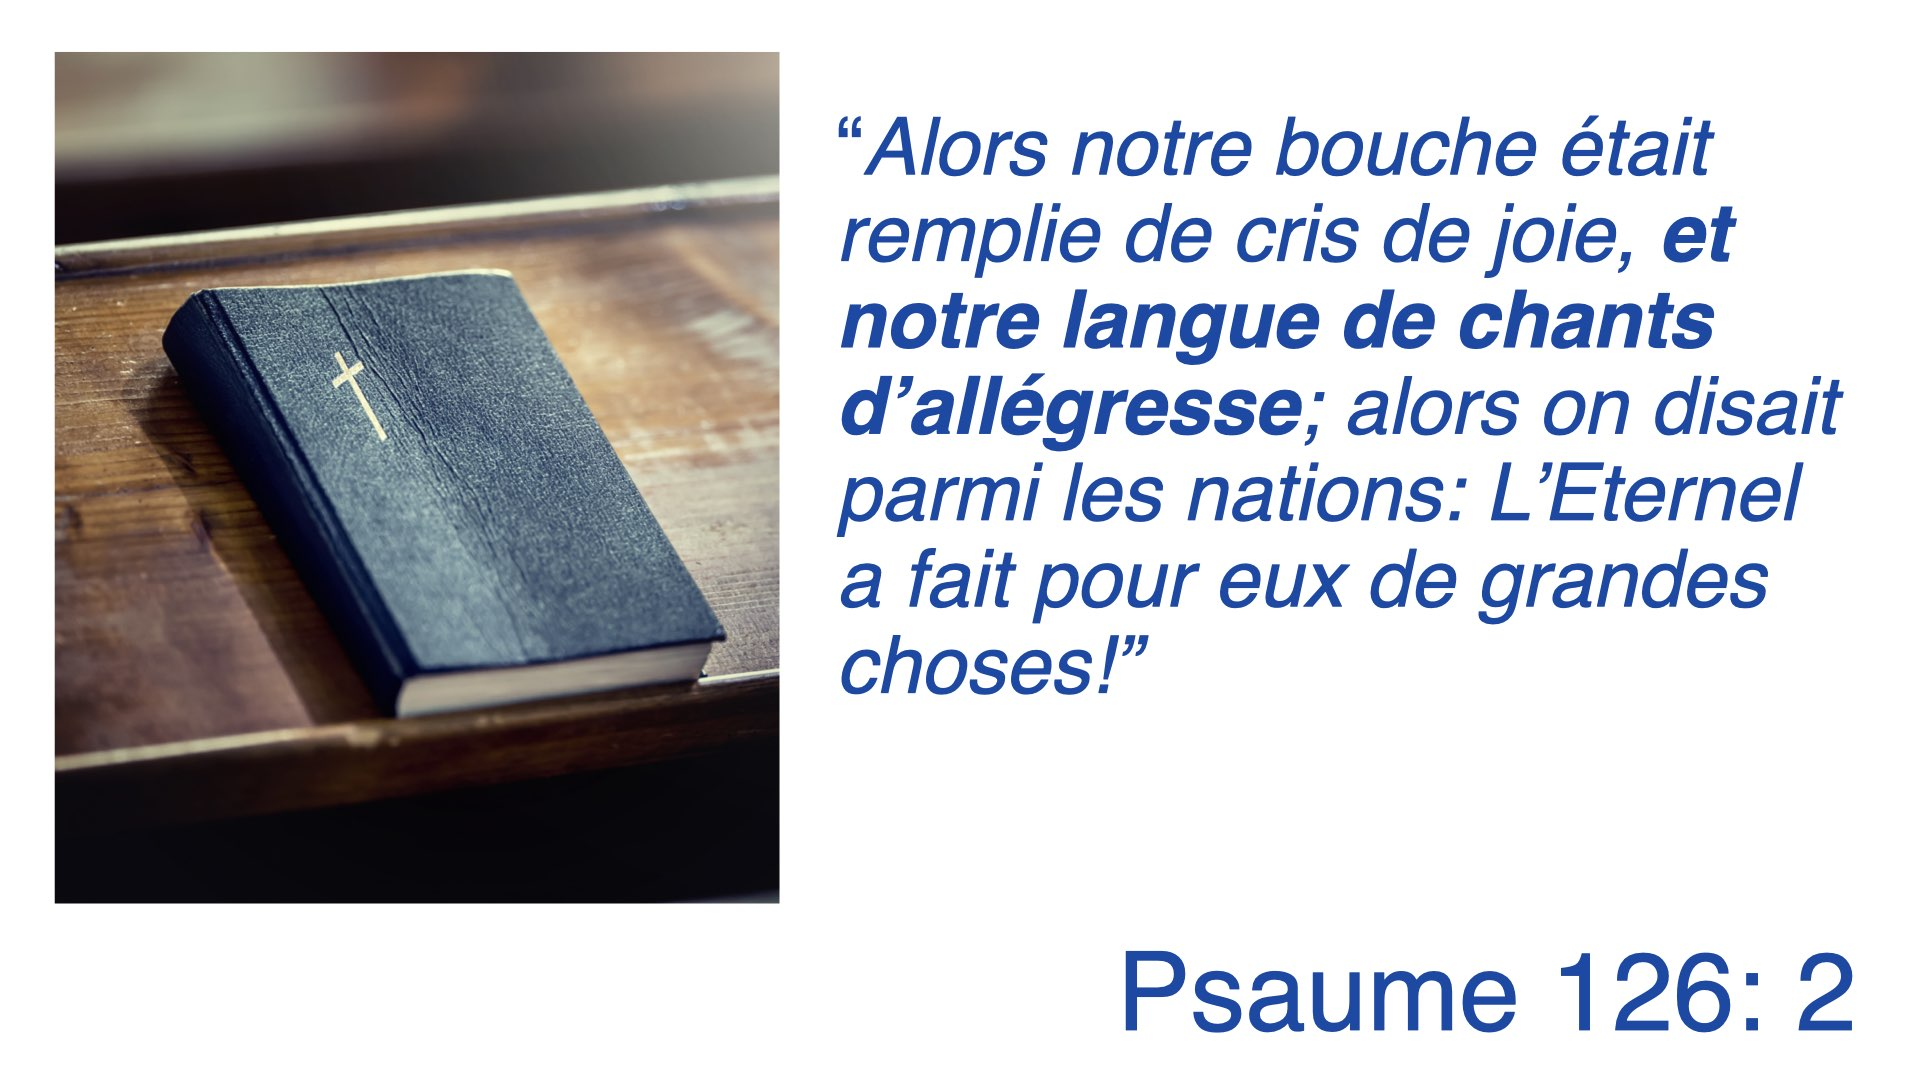 “Alors notre bouche était
remplie de cris de joie, et
notre langue de chants
d’allégresse; alors on disait
parmi les nations: L’Eternel
a fait pour eux de grandes
choses!”
Psaume 126: 2